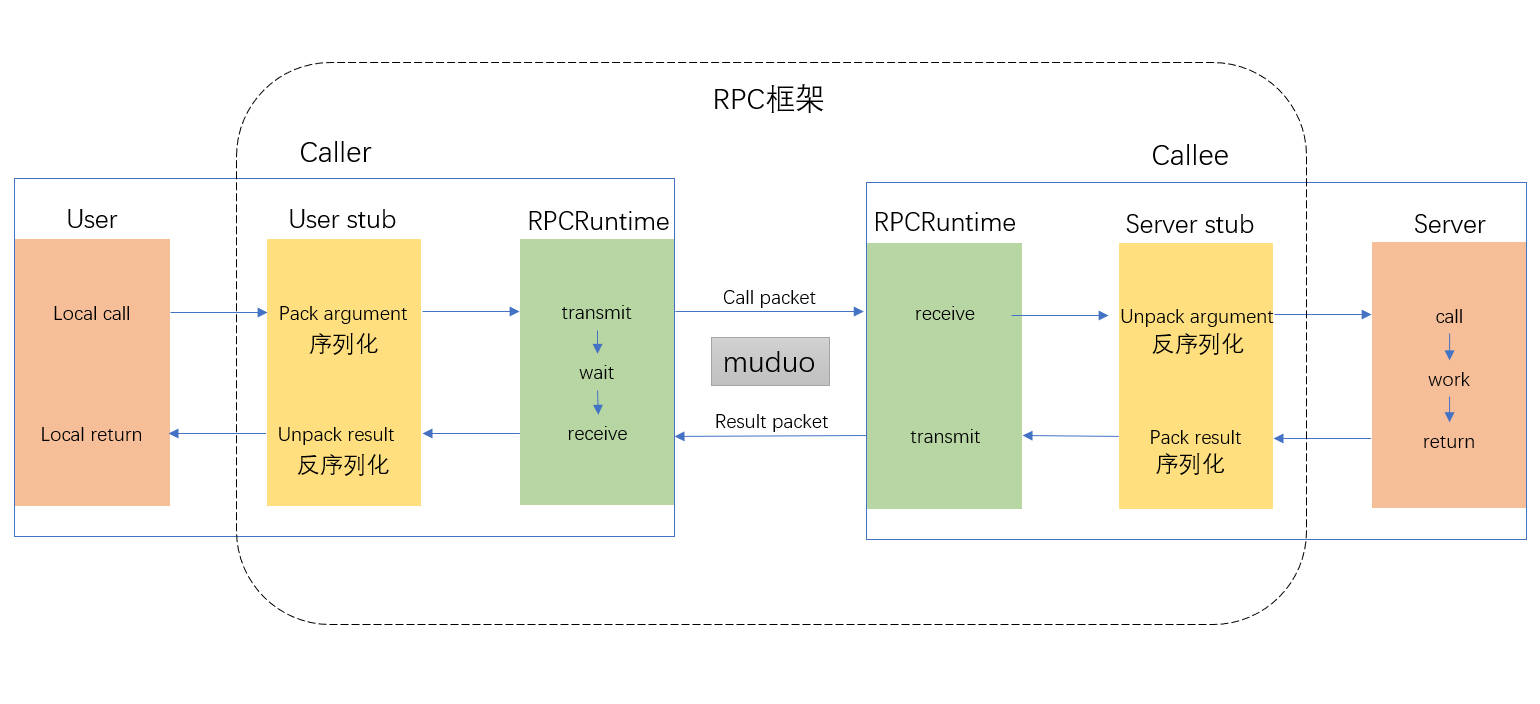 RPC框架
Caller
Callee
User
User stub
RPCRuntime
RPCRuntime
Server stub
Server
Local call
Pack argument
序列化
transmit
wait
receive
Call packet
muduo
Result packet
receive
Unpack argument
反序列化
call
work
return
Local return
Unpack result
反序列化
transmit
Pack result
序列化